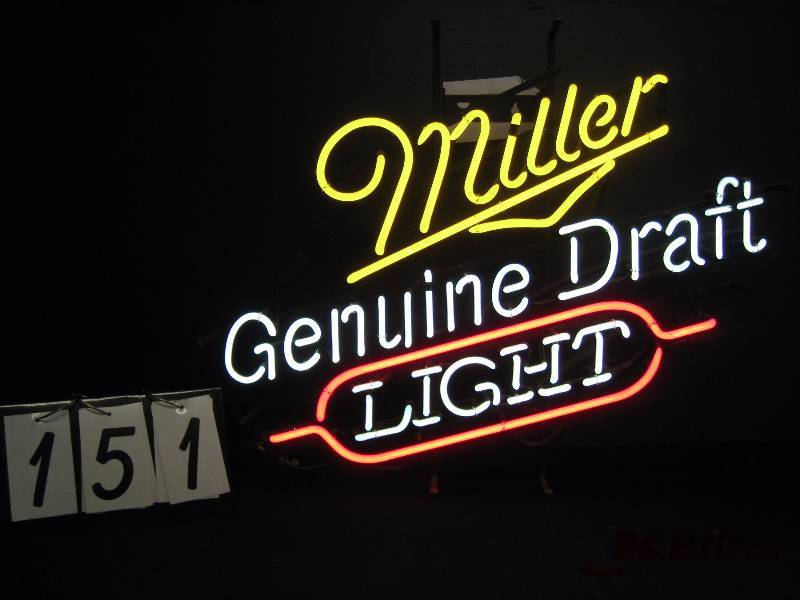 Miller
Genuine Draft
LIGHT
151